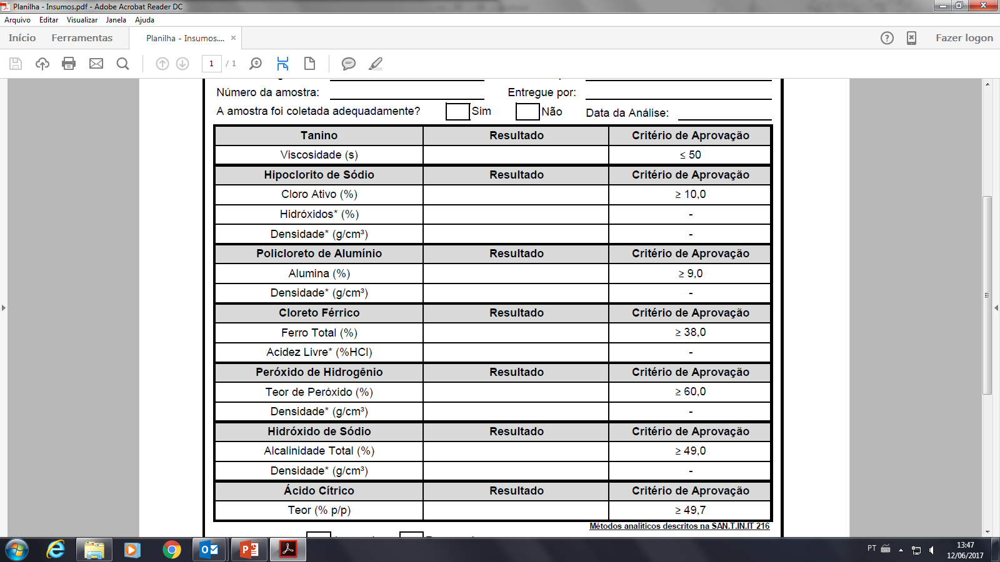 Planilha - Insumos.pdf - Adobe Acrobat Reader DC
Arquivo Editar Visualizar Janela Ajuda
Início Ferramentas Planilha - Insumos.... × Fazer logon
1 / 1
Número da amostra: Entregue por:
A amostra foi coletada adequadamente? Sim Não Data da Análise:
Tanino Resultado Critério de Aprovação
Viscosidade (s) ≤ 50
Hipoclorito de Sódio Resultado Critério de Aprovação
Cloro Ativo (%) ≥ 10,0
Hidróxidos* (%) -
Densidade* (g/cm³) -
Policloreto de Alumínio Resultado Critério de Aprovação
Alumina (%) ≥ 9,0
Densidade* (g/cm³) -
Cloreto Férrico Resultado Critério de Aprovação
Ferro Total (%) ≥ 38,0
Acidez Livre* (%HCl) -
Peróxido de Hidrogênio Resultado Critério de Aprovação
Teor de Peróxido (%) ≥ 60,0
Densidade* (g/cm³) -
Hidróxido de Sódio Resultado Critério de Aprovação
Alcalinidade Total (%) ≥ 49,0
Densidade* (g/cm³) -
Ácido Cítrico Resultado Critério de Aprovação
Teor (% p/p) ≥ 49,7
Métodos analíticos descritos na SAN.T.IN.IT 216
PT 13:47
12/06/2017